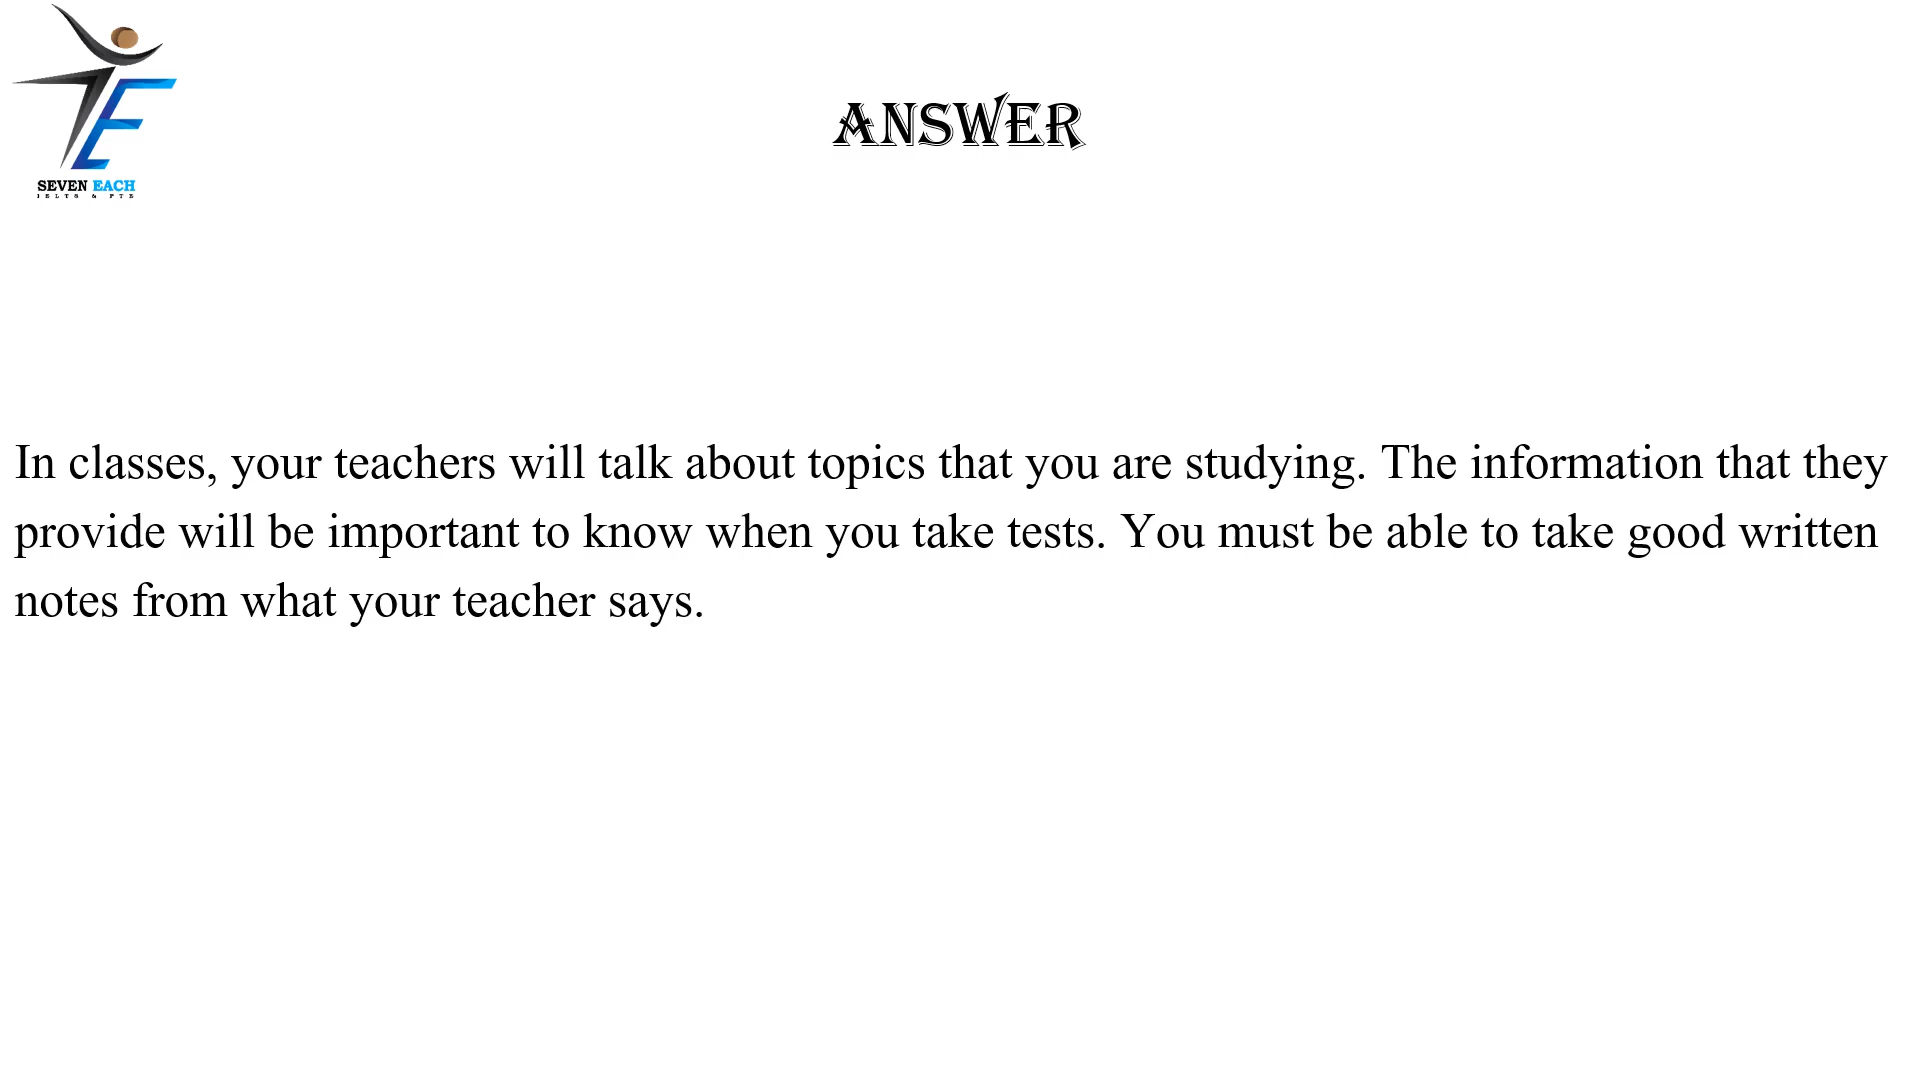 SEVEN EACH
IELTS & PTE
ANSWER
In classes, your teachers will talk about topics that you are studying. The information that they
provide will be important to know when you take tests. You must be able to take good written
notes from what your teacher says.